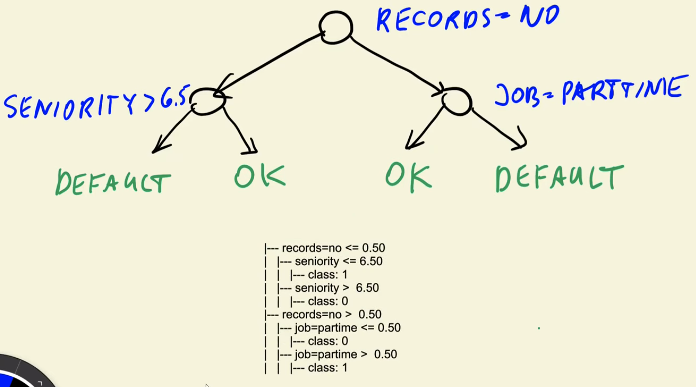 RECORDS=NO
SENIORITY>6.5
JOB=PARTTIME
DEFAULT OK OK DEFAULT
|--- records=no <= 0.50
| |--- seniority <= 6.50
| | |--- class: 1
| |--- seniority > 6.50
| | |--- class: 0
|--- records=no > 0.50
| |--- job=partime <= 0.50
| | |--- class: 0
| |--- job=partime > 0.50
| | |--- class: 1